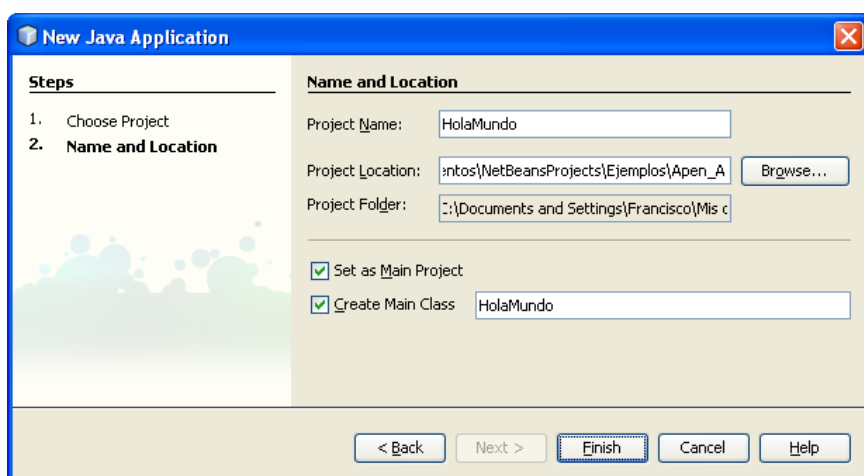 New Java Application
Steps
1. Choose Project
2. Name and Location
Name and Location
Project Name: HolaMundo
Project Location: entos\NetBeansProjects\Ejemplos\Apen_A Browse...
Project Folder: C:\Documents and Settings\Francisco\Mis d
Set as Main Project
Create Main Class HolaMundo
< Back Next > Finish Cancel Help